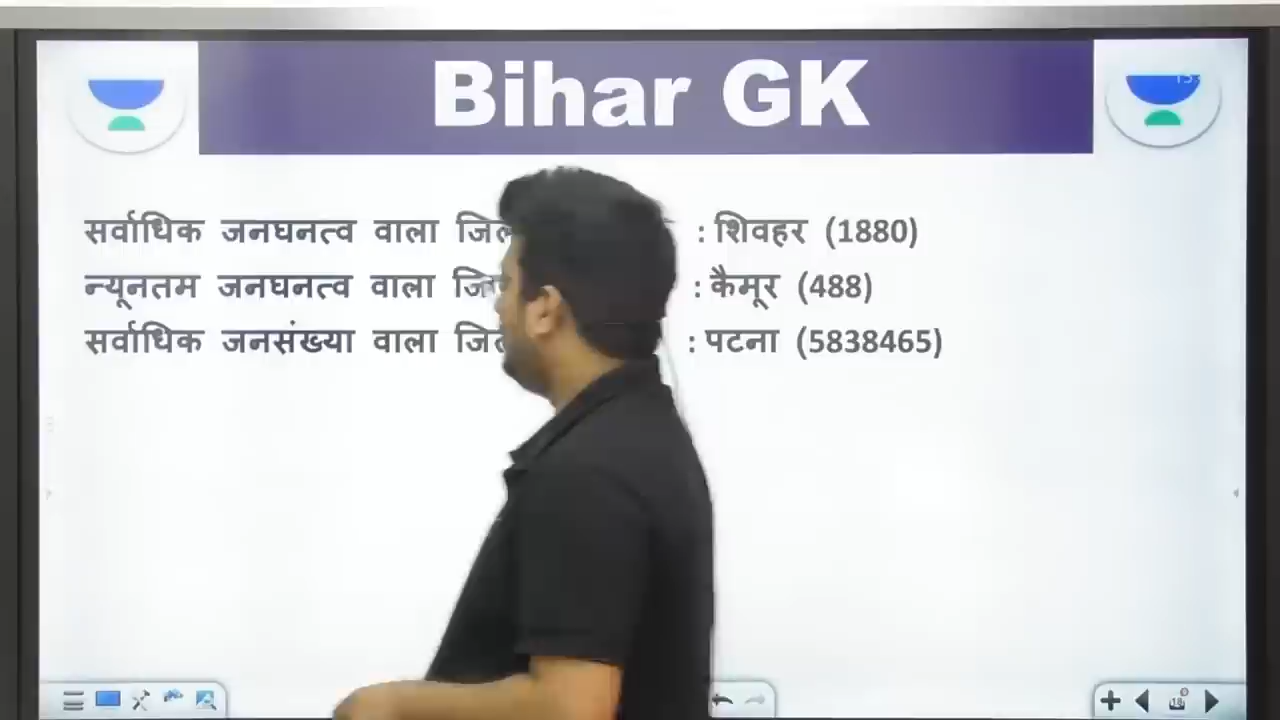 Bihar GK
सर्वाधिक जनघनत्व वाला : शिवहर (1880)
न्यूनतम जनघनत्व वाला : कैमूर (488)
सर्वाधिक जनसंख्या वाला : पटना (5838465)